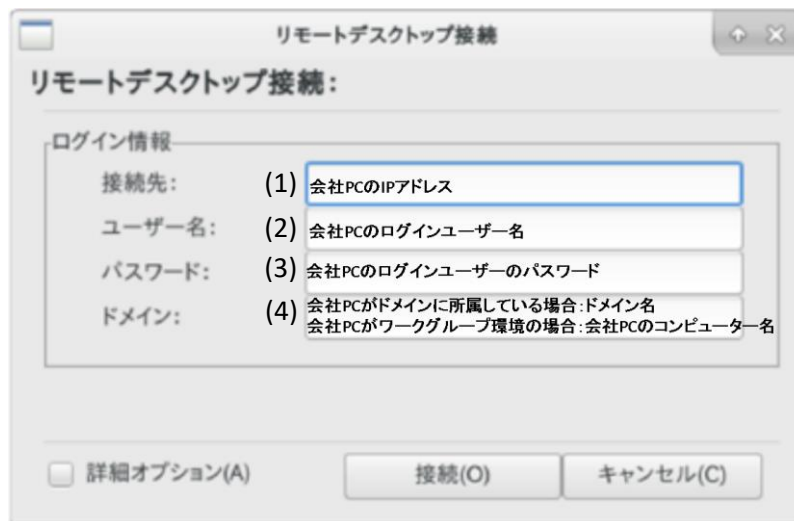 リモートデスクトップ接続
リモートデスクトップ接続:
ログイン情報
接続先: (1) 会社PCのIPアドレス
ユーザー名: (2) 会社PCのログインユーザー名
パスワード: (3) 会社PCのログインユーザーのパスワード
ドメイン: (4) 会社PCがドメインに所属している場合:ドメイン名
会社PCがワークグループ環境の場合:会社PCのコンピューター名
詳細オプション(A) 接続(O) キャンセル(C)